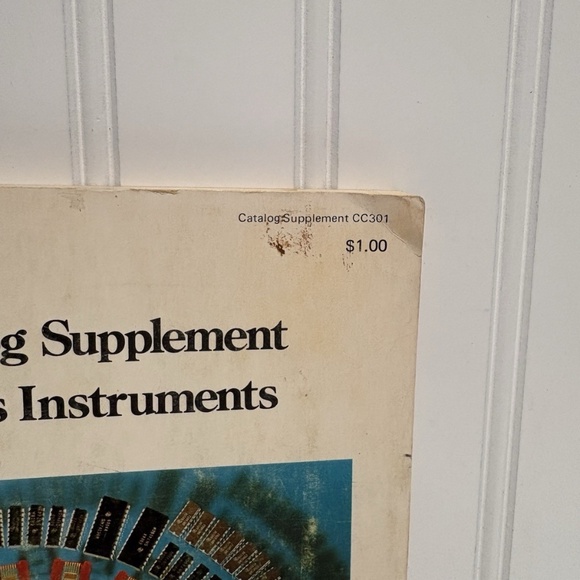 Catalog Supplement CC301
$1.00
g Supplement
s Instruments